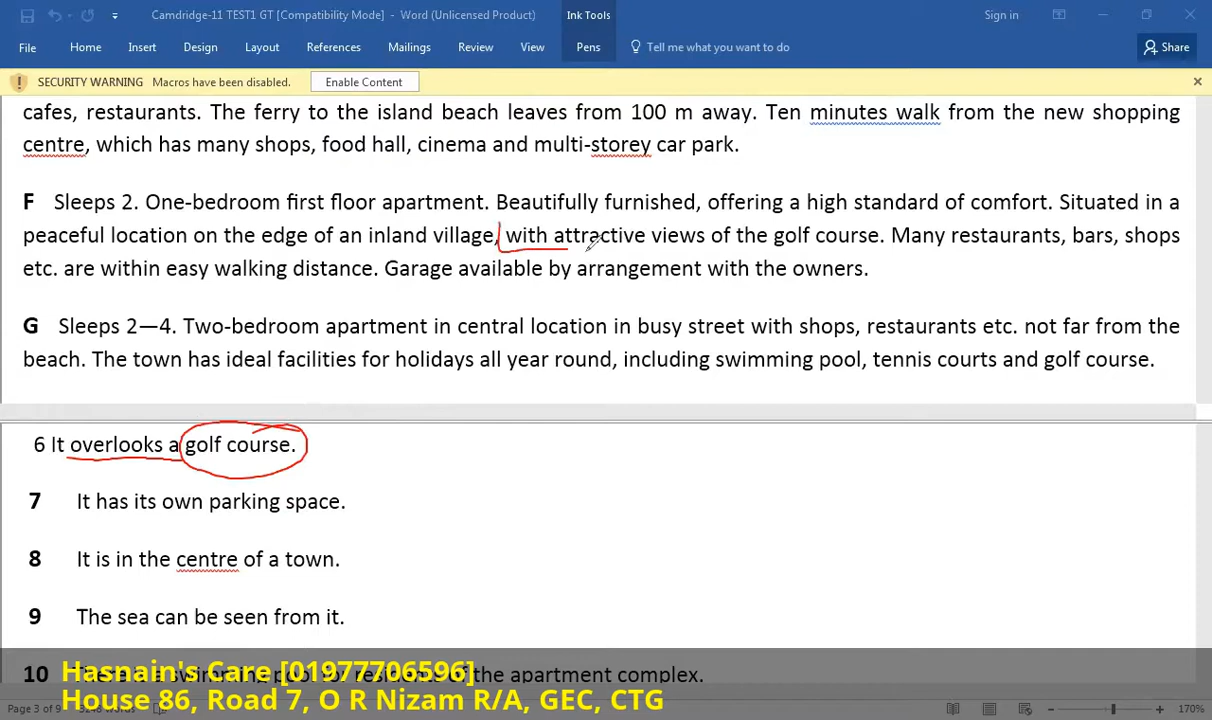 Camdridge-11 TEST1 GT [Compatibility Mode] - Word (Unlicensed Product)
Ink Tools
Sign in
File Home Insert Design Layout References Mailings Review View Pens Tell me what you want to do Share
SECURITY WARNING Macros have been disabled. Enable Content
cafes, restaurants. The ferry to the island beach leaves from 100 m away. Ten minutes walk from the new shopping
centre, which has many shops, food hall, cinema and multi-storey car park.
F Sleeps 2. One-bedroom first floor apartment. Beautifully furnished, offering a high standard of comfort. Situated in a
peaceful location on the edge of an inland village, with attractive views of the golf course. Many restaurants, bars, shops
etc. are within easy walking distance. Garage available by arrangement with the owners.
G Sleeps 2—4. Two-bedroom apartment in central location in busy street with shops, restaurants etc. not far from the
beach. The town has ideal facilities for holidays all year round, including swimming pool, tennis courts and golf course.
6 It overlooks a golf course.
7 It has its own parking space.
8 It is in the centre of a town.
9 The sea can be seen from it.
10 There is a swimming pool for residents of the apartment complex.
Hasnain's Care [01977706596]
House 86, Road 7, O R Nizam R/A, GEC, CTG
Page 3 of 9 words 170%